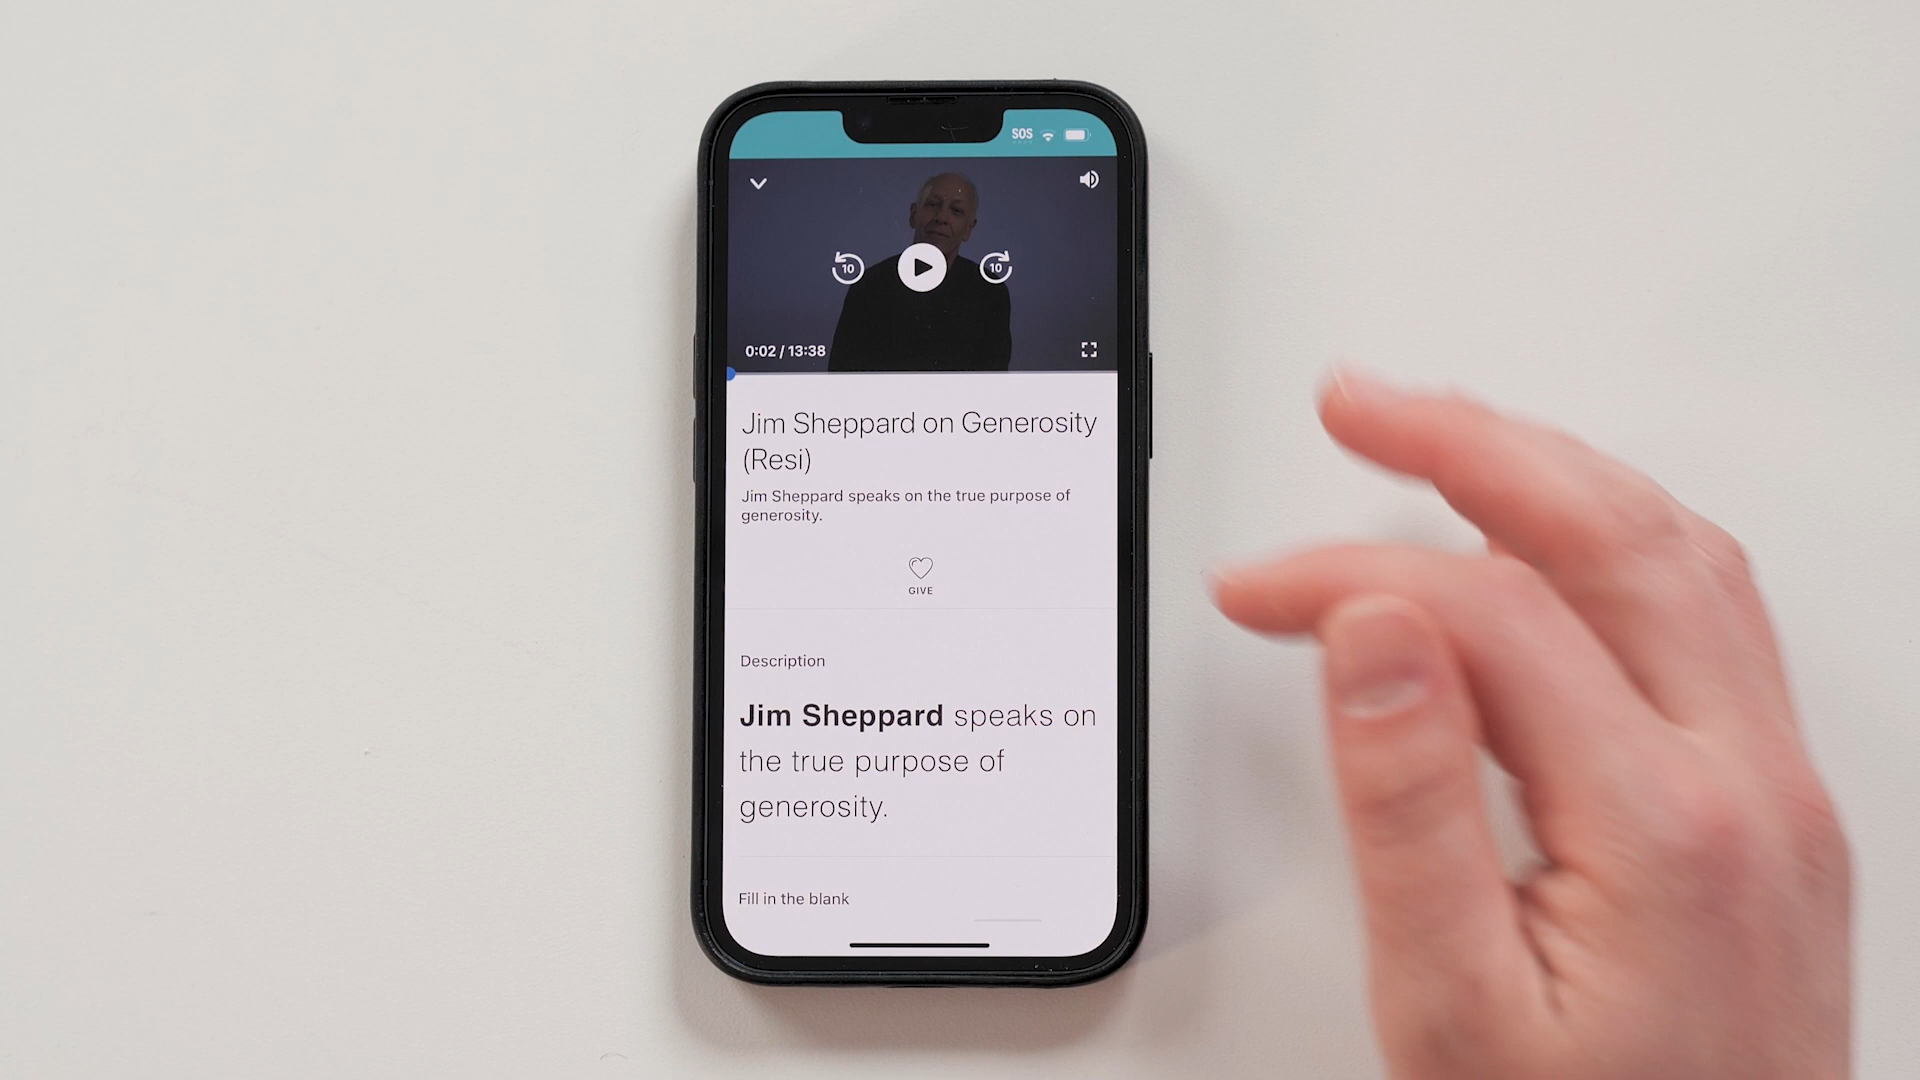 SOS
10
10
0:02 / 13:38
Jim Sheppard on Generosity
(Resi)
Jim Sheppard speaks on the true purpose of
generosity.
GIVE
Description
Jim Sheppard speaks on
the true purpose of
generosity.
Fill in the blank